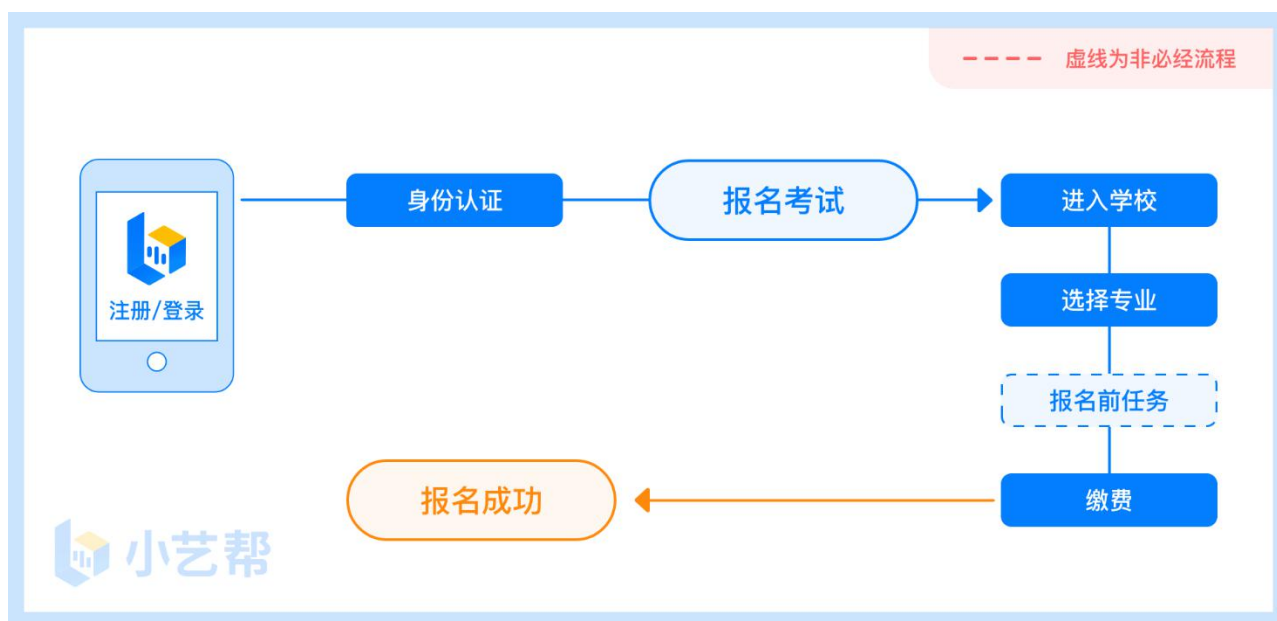 虚线为非必经流程
注册/登录
身份认证
报名考试
进入学校
选择专业
报名前任务
缴费
报名成功
小艺帮